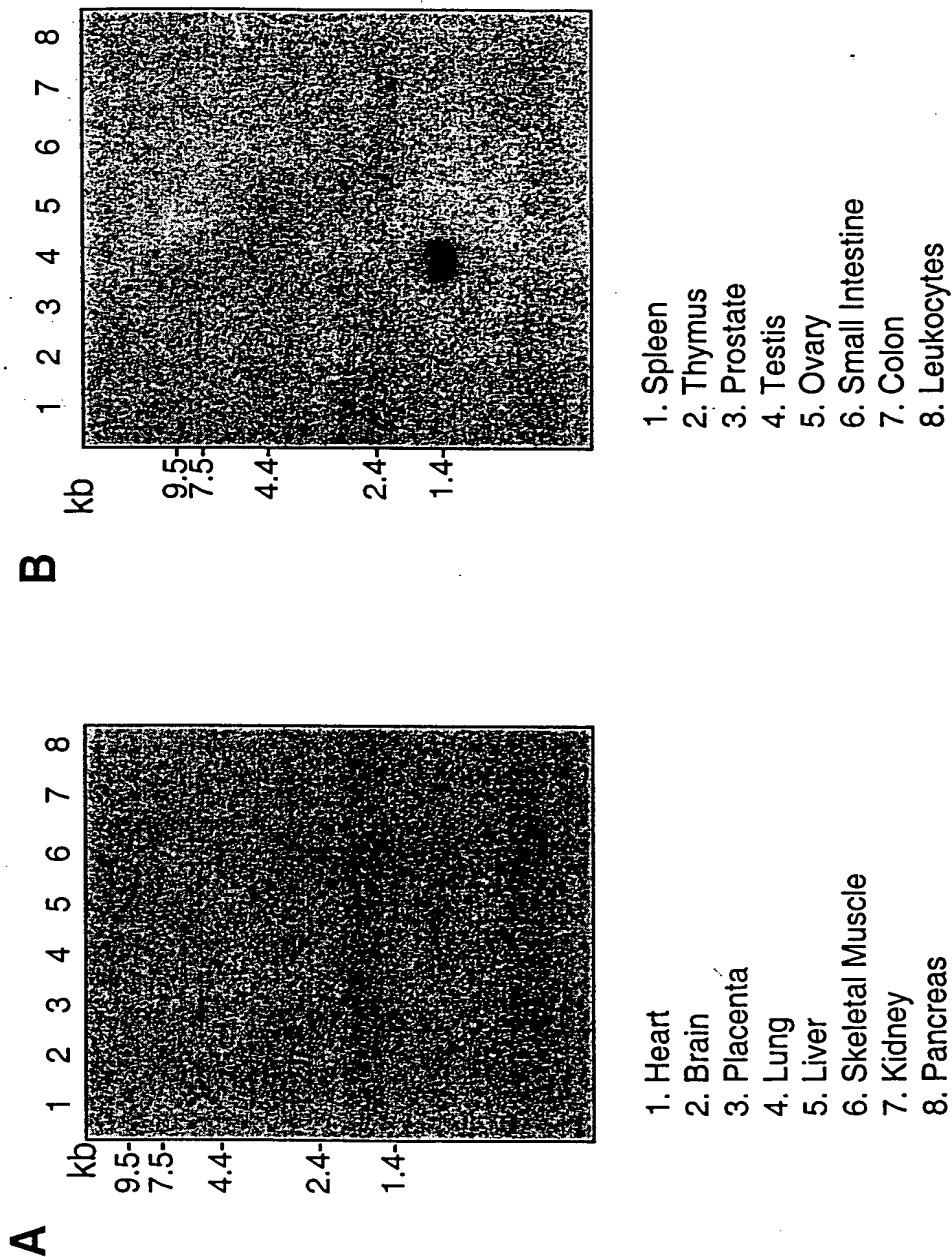 A
kb
1 2 3 4 5 6 7 8
9.5-
7.5-
4.4-
2.4-
1.4-
1. Heart
2. Brain
3. Placenta
4. Lung
5. Liver
6. Skeletal Muscle
7. Kidney
8. Pancreas
B
kb
1 2 3 4 5 6 7 8
9.5-
7.5-
4.4-
2.4-
1.4-
1. Spleen
2. Thymus
3. Prostate
4. Testis
5. Ovary
6. Small Intestine
7. Colon
8. Leukocytes